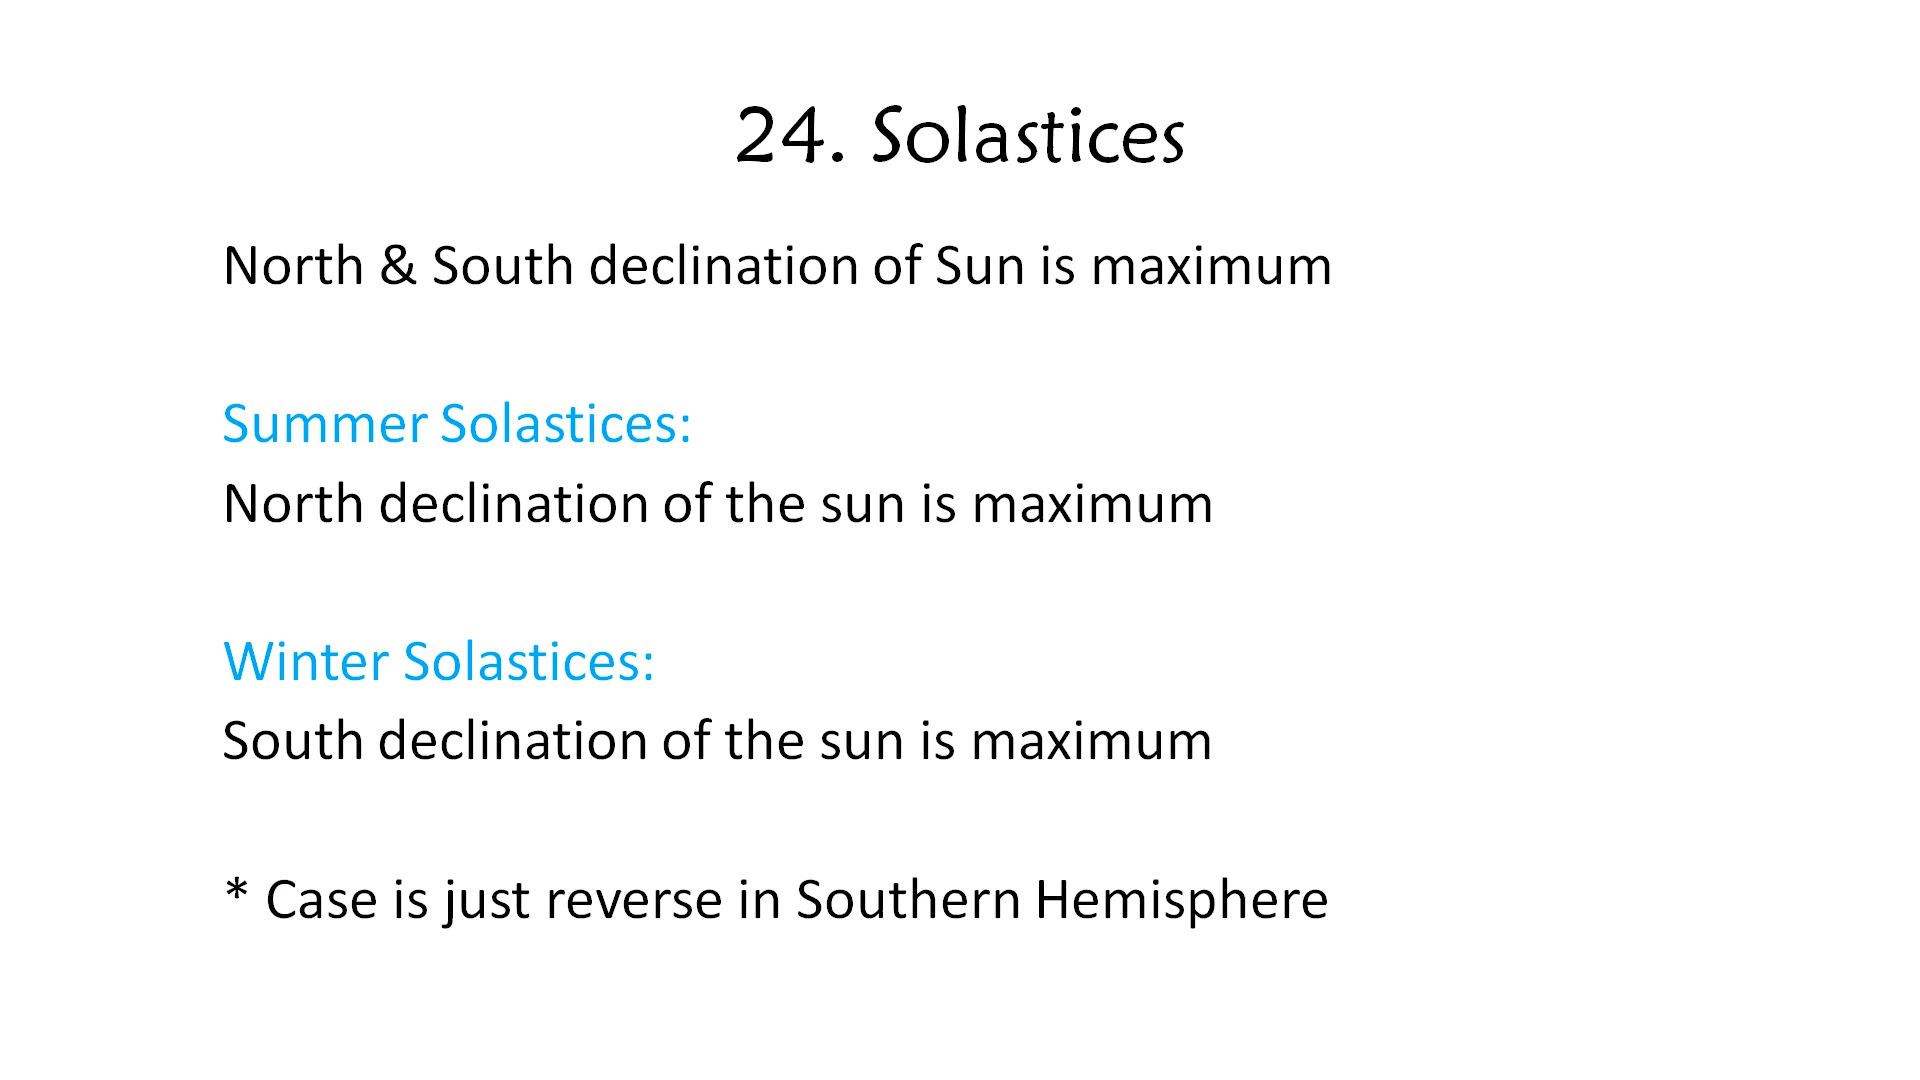 24. Solastices
North & South declination of Sun is maximum
Summer Solastices:
North declination of the sun is maximum
Winter Solastices:
South declination of the sun is maximum
* Case is just reverse in Southern Hemisphere